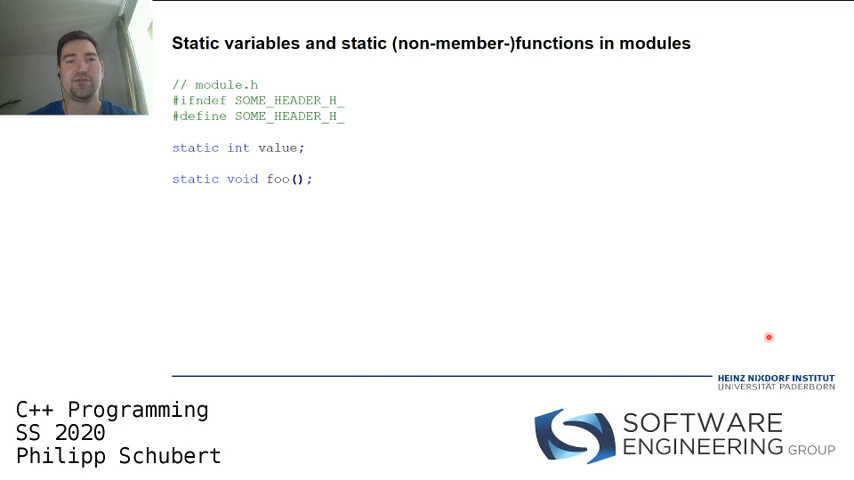 Static variables and static (non-member-)functions in modules
// module.h
#ifndef SOME_HEADER_H_
#define SOME_HEADER_H_
static int value;
static void foo();
HEINZ NIXDORF INSTITUT
UNIVERSITÄT PADERBORN
C++ Programming
SS 2020
Philipp Schubert
SOFTWARE
ENGINEERING GROUP